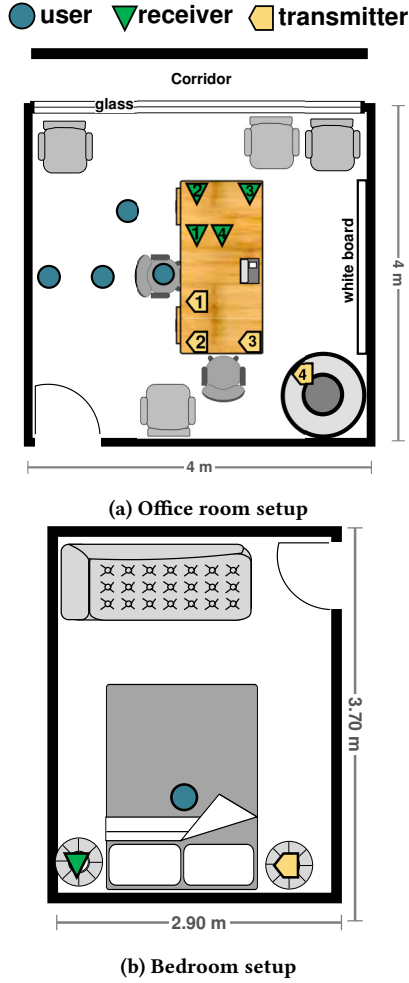 user receiver transmitter
Corridor
glass
2 3
1 4
white board
1
2 3
4
4 m
4 m
(a) Office room setup
3.70 m
2.90 m
(b) Bedroom setup